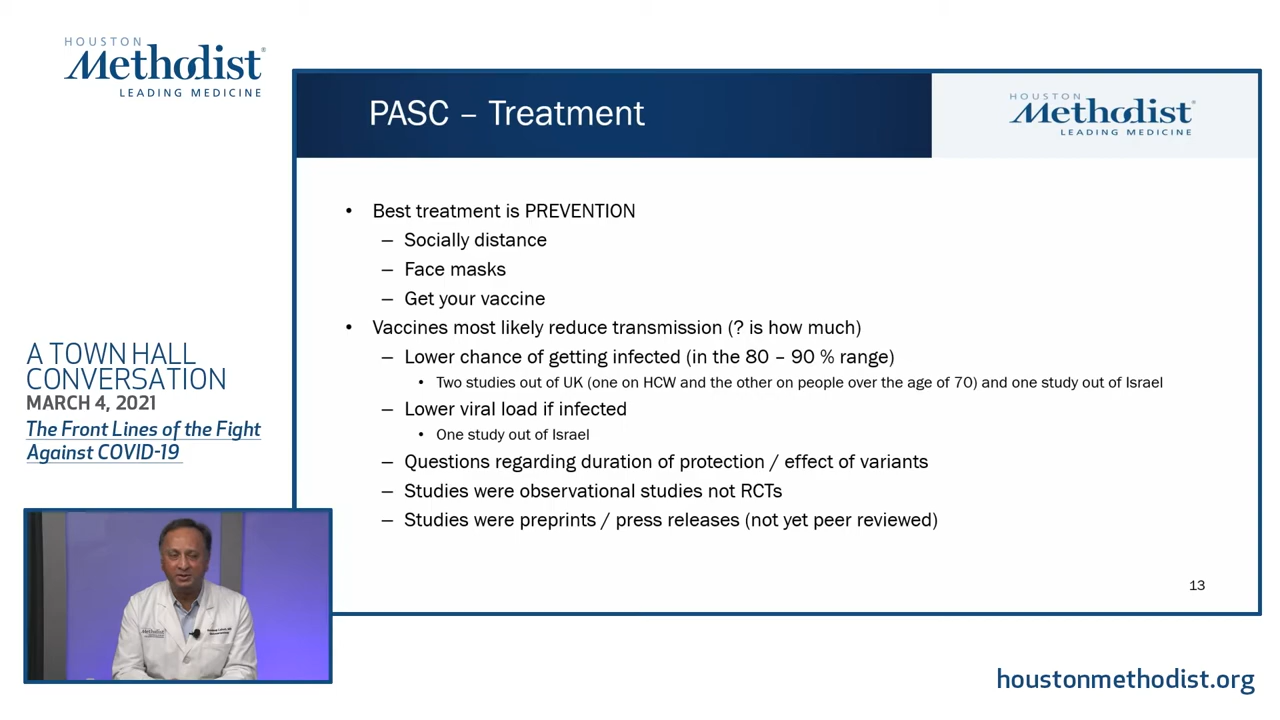 HOUSTON
Methodist
LEADING MEDICINE
PASC – Treatment
HOUSTON
Methodist
LEADING MEDICINE
• Best treatment is PREVENTION
– Socially distance
– Face masks
– Get your vaccine
• Vaccines most likely reduce transmission (? is how much)
– Lower chance of getting infected (in the 80 – 90 % range)
• Two studies out of UK (one on HCW and the other on people over the age of 70) and one study out of Israel
– Lower viral load if infected
• One study out of Israel
– Questions regarding duration of protection / effect of variants
– Studies were observational studies not RCTs
– Studies were preprints / press releases (not yet peer reviewed)
13
A TOWN HALL
CONVERSATION
MARCH 4, 2021
The Front Lines of the Fight
Against COVID-19
Methodist
houstonmethodist.org